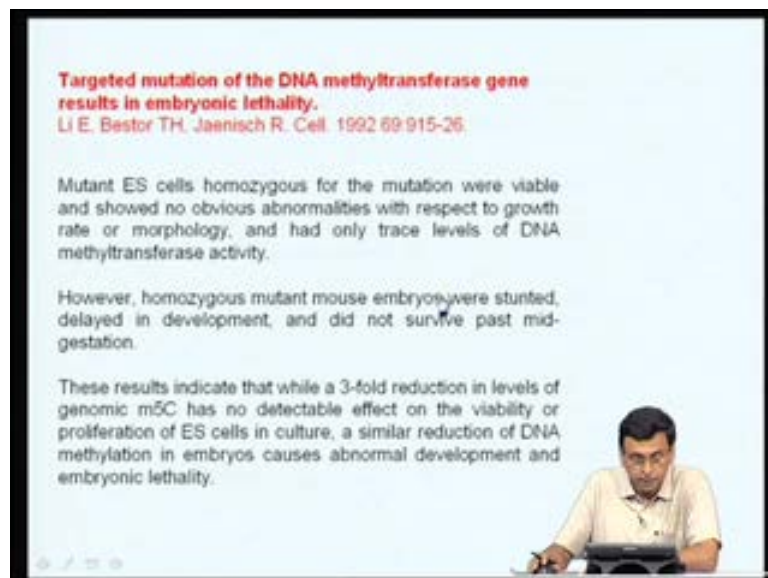 Targeted mutation of the DNA methyltransferase gene
results in embryonic lethality.
Li E, Bestor TH, Jaenisch R. Cell. 1992 69:915-26.
Mutant ES cells homozygous for the mutation were viable
and showed no obvious abnormalities with respect to growth
rate or morphology, and had only trace levels of DNA
methyltransferase activity.
However, homozygous mutant mouse embryos were stunted,
delayed in development, and did not survive past mid-
gestation.
These results indicate that while a 3-fold reduction in levels of
genomic m5C has no detectable effect on the viability or
proliferation of ES cells in culture, a similar reduction of DNA
methylation in embryos causes abnormal development and
embryonic lethality.